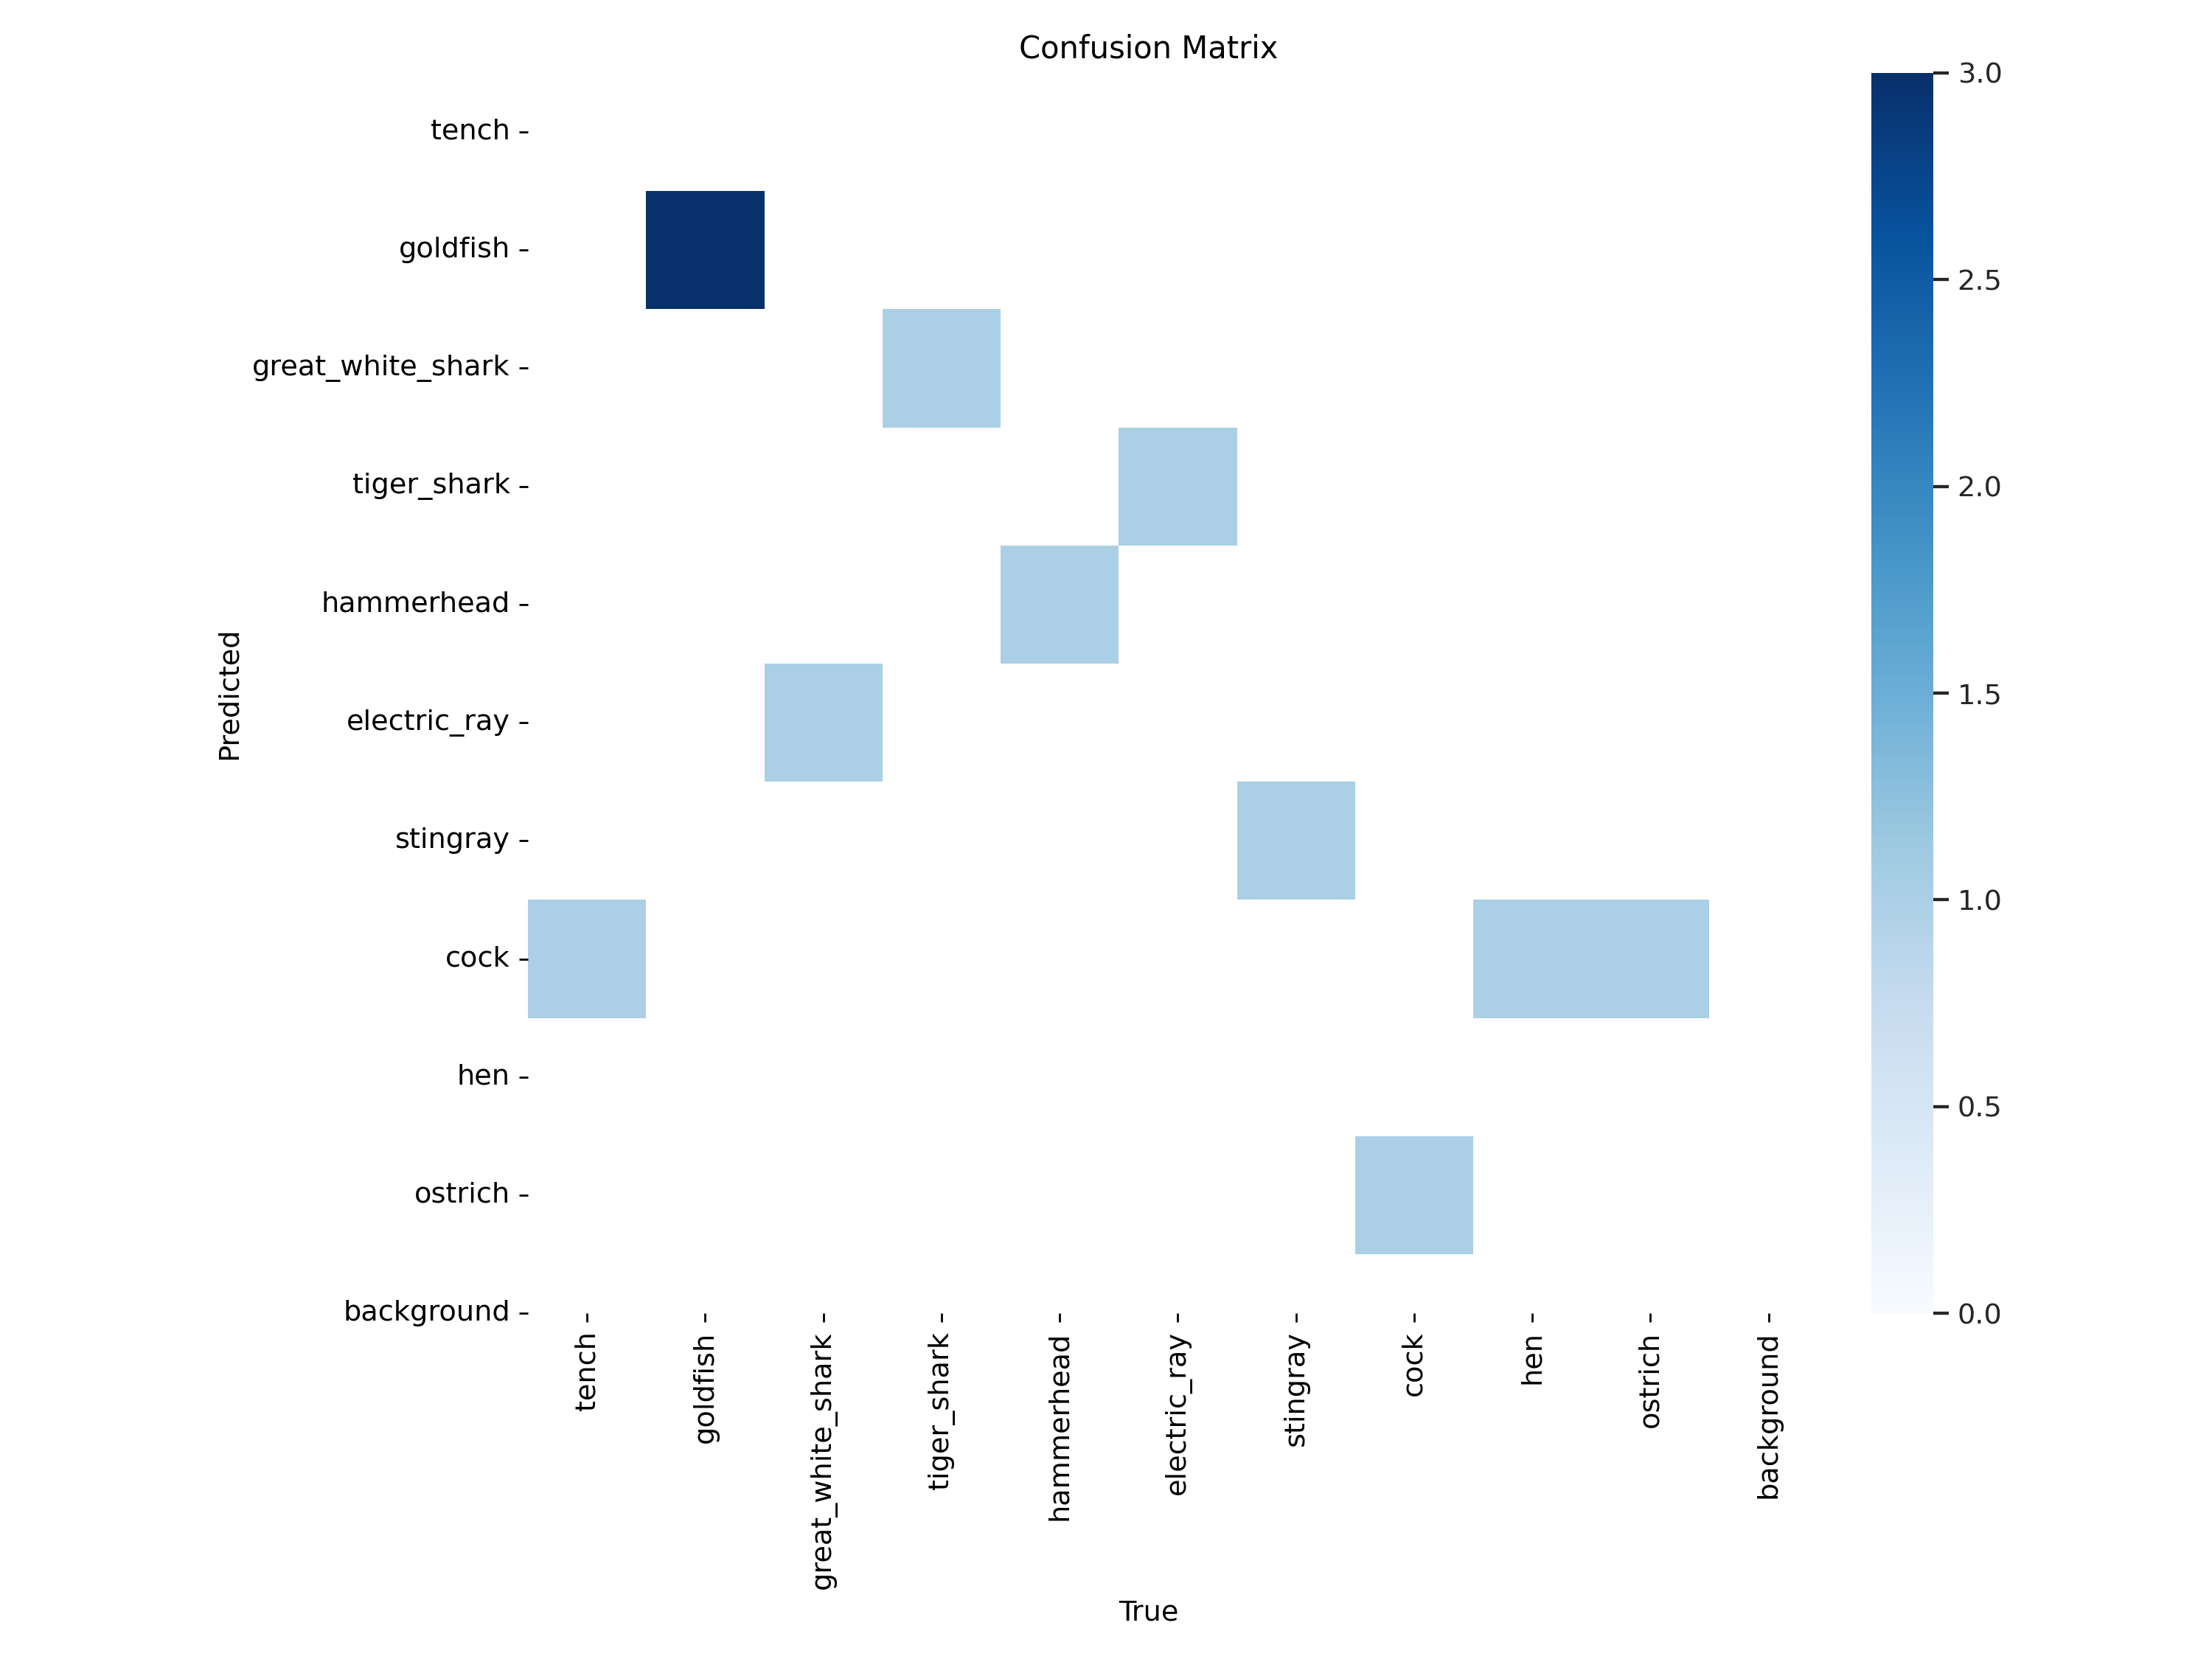 Confusion Matrix
tench
goldfish
great_white_shark
tiger_shark
hammerhead
electric_ray
stingray
cock
hen
ostrich
background
Predicted
tench
goldfish
great_white_shark
tiger_shark
hammerhead
electric_ray
stingray
cock
hen
ostrich
background
True
3.0
2.5
2.0
1.5
1.0
0.5
0.0